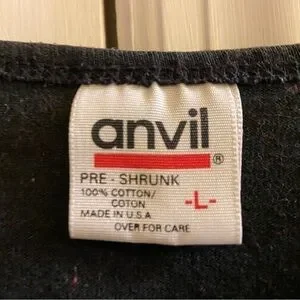 anvil®
PRE - SHRUNK
100% COTTON/
COTON -L-
MADE IN U.S.A
OVER FOR CARE